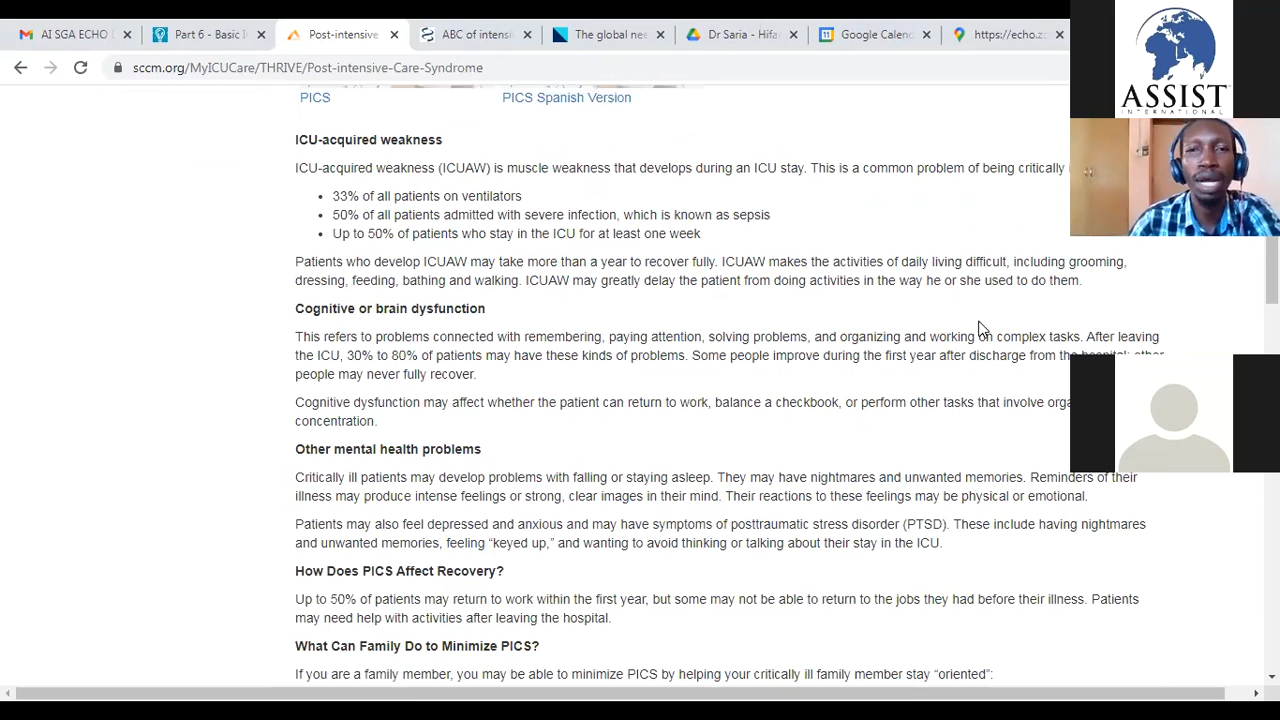 AI SGA ECHO
Part 6 - Basic
Post-intensive
ABC of intensi
The global nee
Dr Saria - Hifa
Google Calend
https://echo.zo
sccm.org/MyICUCare/THRIVE/Post-intensive-Care-Syndrome
ASSIST
INTERNATIONAL
PICS
PICS Spanish Version
ICU-acquired weakness
ICU-acquired weakness (ICUAW) is muscle weakness that develops during an ICU stay. This is a common problem of being critically
• 33% of all patients on ventilators
• 50% of all patients admitted with severe infection, which is known as sepsis
• Up to 50% of patients who stay in the ICU for at least one week
Patients who develop ICUAW may take more than a year to recover fully. ICUAW makes the activities of daily living difficult, including grooming,
dressing, feeding, bathing and walking. ICUAW may greatly delay the patient from doing activities in the way he or she used to do them.
Cognitive or brain dysfunction
This refers to problems connected with remembering, paying attention, solving problems, and organizing and working on complex tasks. After leaving
the ICU, 30% to 80% of patients may have these kinds of problems. Some people improve during the first year after discharge from the hospital; other
people may never fully recover.
Cognitive dysfunction may affect whether the patient can return to work, balance a checkbook, or perform other tasks that involve orga
concentration.
Other mental health problems
Critically ill patients may develop problems with falling or staying asleep. They may have nightmares and unwanted memories. Reminders of their
illness may produce intense feelings or strong, clear images in their mind. Their reactions to these feelings may be physical or emotional.
Patients may also feel depressed and anxious and may have symptoms of posttraumatic stress disorder (PTSD). These include having nightmares
and unwanted memories, feeling “keyed up,” and wanting to avoid thinking or talking about their stay in the ICU.
How Does PICS Affect Recovery?
Up to 50% of patients may return to work within the first year, but some may not be able to return to the jobs they had before their illness. Patients
may need help with activities after leaving the hospital.
What Can Family Do to Minimize PICS?
If you are a family member, you may be able to minimize PICS by helping your critically ill family member stay “oriented”: